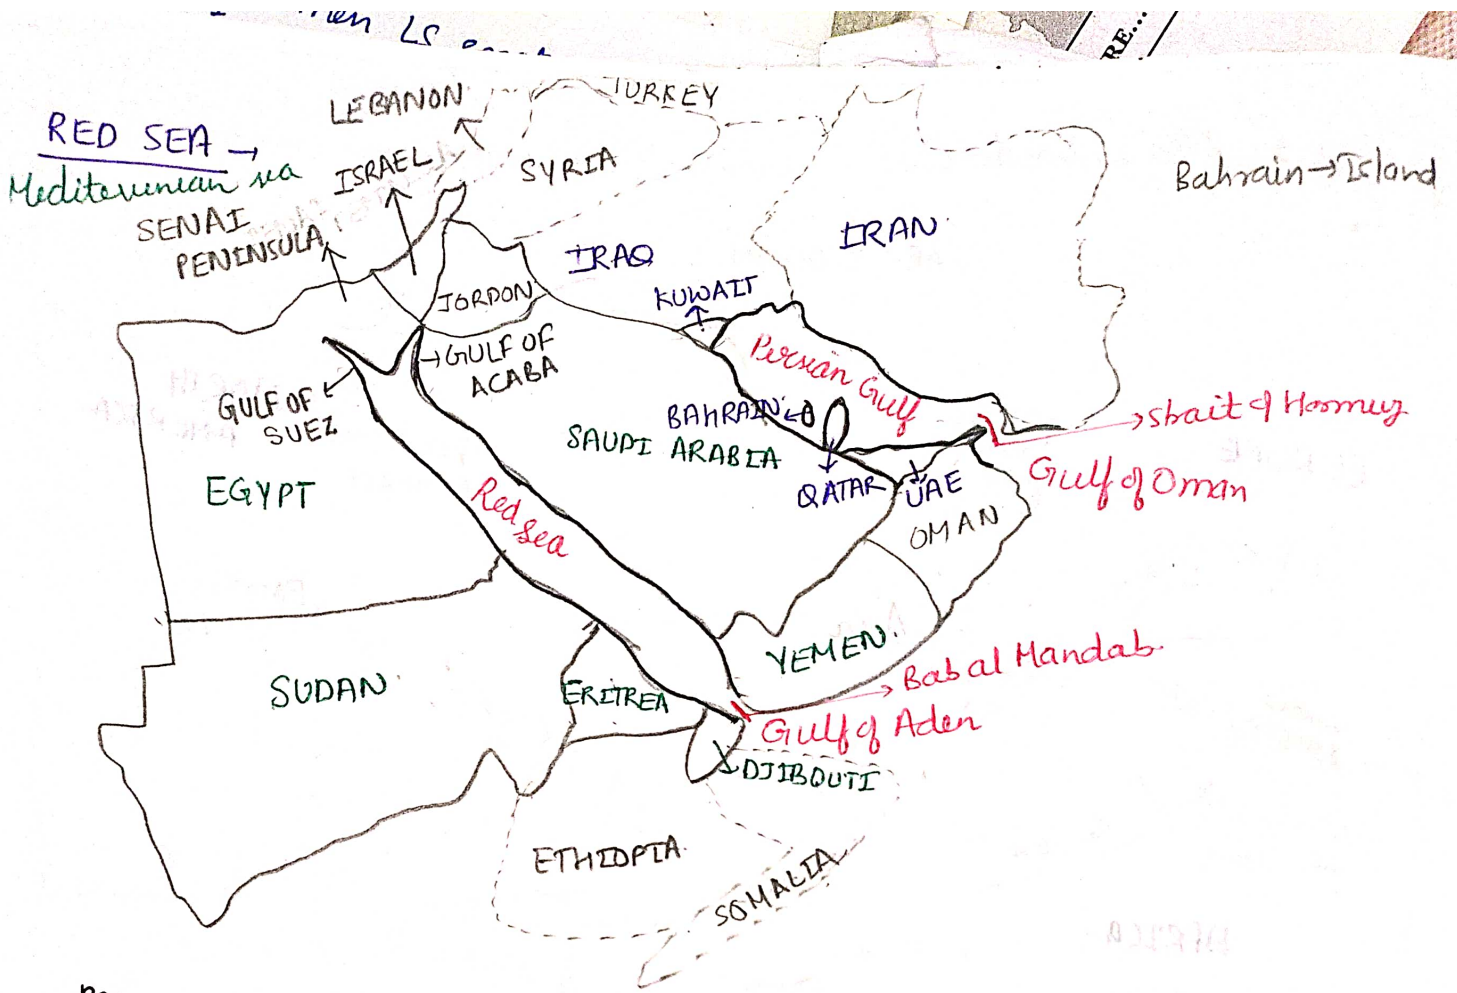 RE...
LEBANON
TURKEY
RED SEA →
Mediterunian sea
ISRAEL
SYRIA
Bahrain→Island
SENAI
PENINSULA
IRAQ
IRAN
KUWAIT
JORDON
GULF OF
ACABA
Persian Gulf
GULF OF
SUEZ
BAHRAIN
SAUDI ARABIA
strait of Hormuz
Gulf of Oman
QATAR
UAE
OMAN
EGYPT
Red
Sea
YEMEN
Bab al Mandab
SUDAN
ERITREA
Gulf of Aden
DJIBOUTI
ETHIOPIA
SOMALIA